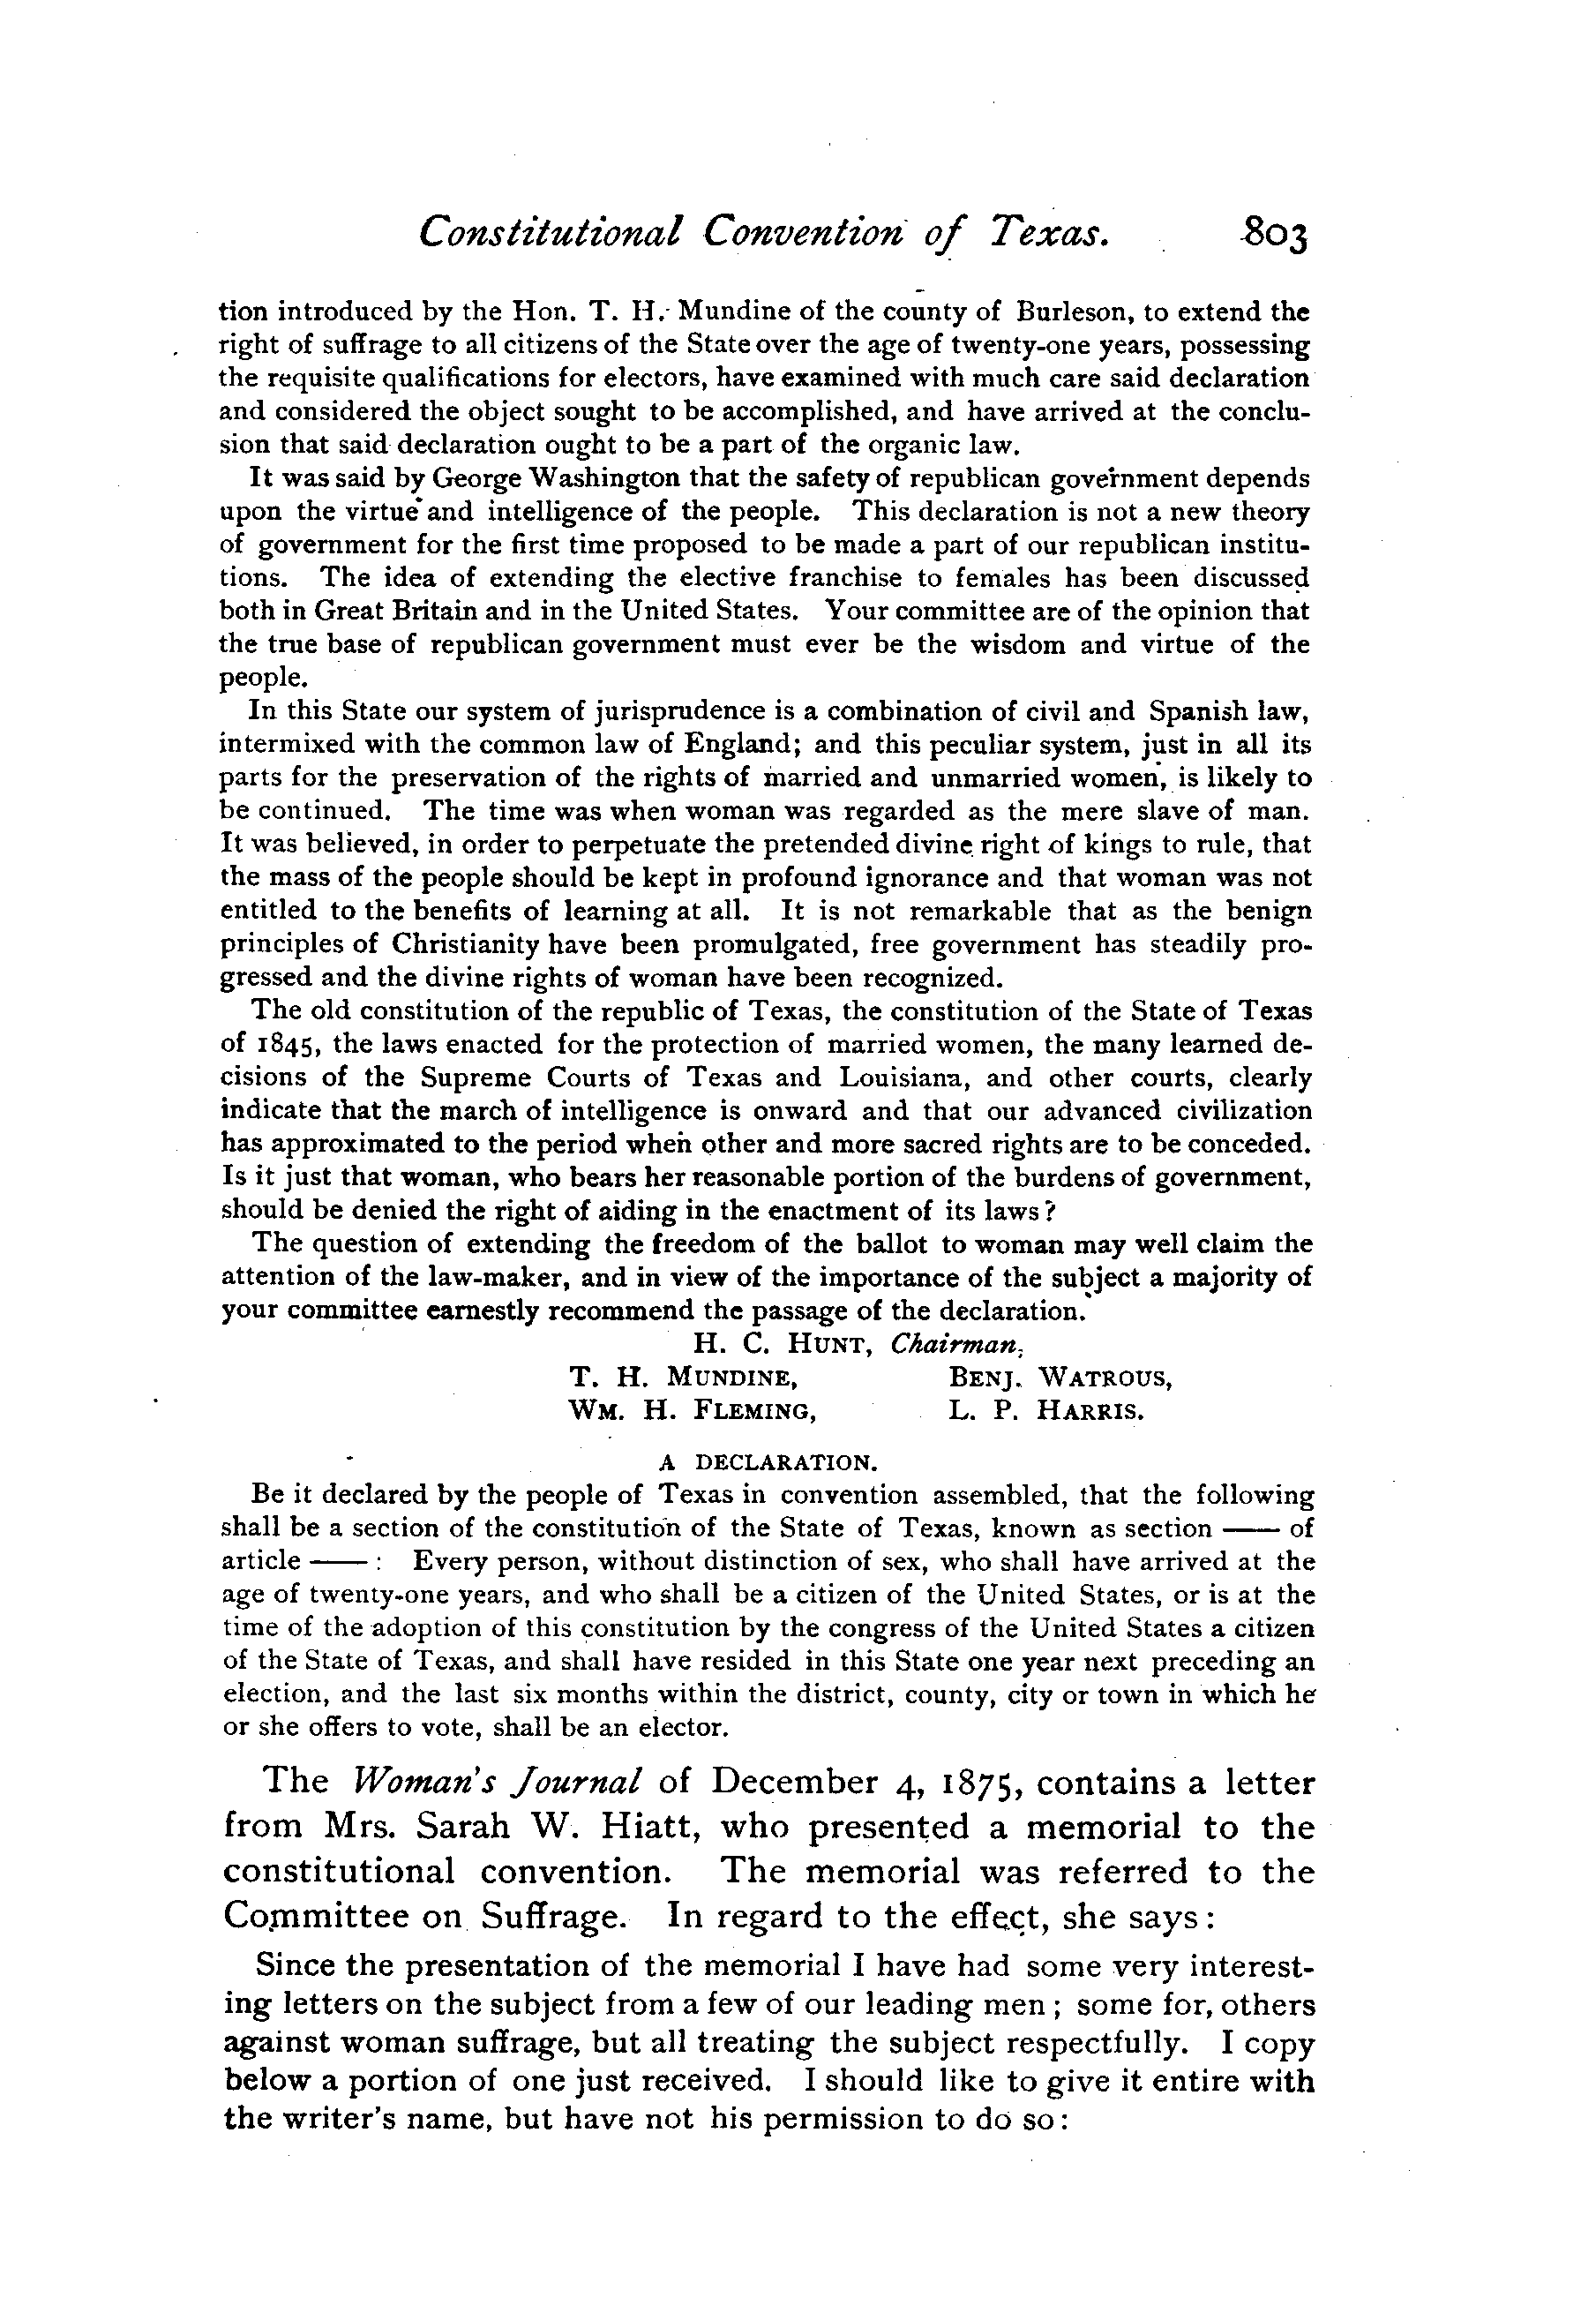 Constitutional Convention of Texas. 803
tion introduced by the Hon. T. H. Mundine of the county of Burleson, to extend the
right of suffrage to all citizens of the State over the age of twenty-one years, possessing
the requisite qualifications for electors, have examined with much care said declaration
and considered the object sought to be accomplished, and have arrived at the conclu-
sion that said declaration ought to be a part of the organic law.
It was said by George Washington that the safety of republican government depends
upon the virtue and intelligence of the people. This declaration is not a new theory
of government for the first time proposed to be made a part of our republican institu-
tions. The idea of extending the elective franchise to females has been discussed
both in Great Britain and in the United States. Your committee are of the opinion that
the true base of republican government must ever be the wisdom and virtue of the
people.
In this State our system of jurisprudence is a combination of civil and Spanish law,
intermixed with the common law of England; and this peculiar system, just in all its
parts for the preservation of the rights of married and unmarried women, is likely to
be continued. The time was when woman was regarded as the mere slave of man.
It was believed, in order to perpetuate the pretended divine right of kings to rule, that
the mass of the people should be kept in profound ignorance and that woman was not
entitled to the benefits of learning at all. It is not remarkable that as the benign
principles of Christianity have been promulgated, free government has steadily pro-
gressed and the divine rights of woman have been recognized.
The old constitution of the republic of Texas, the constitution of the State of Texas
of 1845, the laws enacted for the protection of married women, the many learned de-
cisions of the Supreme Courts of Texas and Louisiana, and other courts, clearly
indicate that the march of intelligence is onward and that our advanced civilization
has approximated to the period when other and more sacred rights are to be conceded.
Is it just that woman, who bears her reasonable portion of the burdens of government,
should be denied the right of aiding in the enactment of its laws?
The question of extending the freedom of the ballot to woman may well claim the
attention of the law-maker, and in view of the importance of the subject a majority of
your committee earnestly recommend the passage of the declaration.
H. C. HUNT, Chairman,
T. H. MUNDINE, BENJ. WATROUS,
WM. H. FLEMING, L. P. HARRIS.
A DECLARATION.
Be it declared by the people of Texas in convention assembled, that the following
shall be a section of the constitution of the State of Texas, known as section —— of
article ——: Every person, without distinction of sex, who shall have arrived at the
age of twenty-one years, and who shall be a citizen of the United States, or is at the
time of the adoption of this constitution by the congress of the United States a citizen
of the State of Texas, and shall have resided in this State one year next preceding an
election, and the last six months within the district, county, city or town in which he
or she offers to vote, shall be an elector.
The Woman's Journal of December 4, 1875, contains a letter
from Mrs. Sarah W. Hiatt, who presented a memorial to the
constitutional convention. The memorial was referred to the
Committee on Suffrage. In regard to the effect, she says:
Since the presentation of the memorial I have had some very interest-
ing letters on the subject from a few of our leading men; some for, others
against woman suffrage, but all treating the subject respectfully. I copy
below a portion of one just received. I should like to give it entire with
the writer's name, but have not his permission to do so: